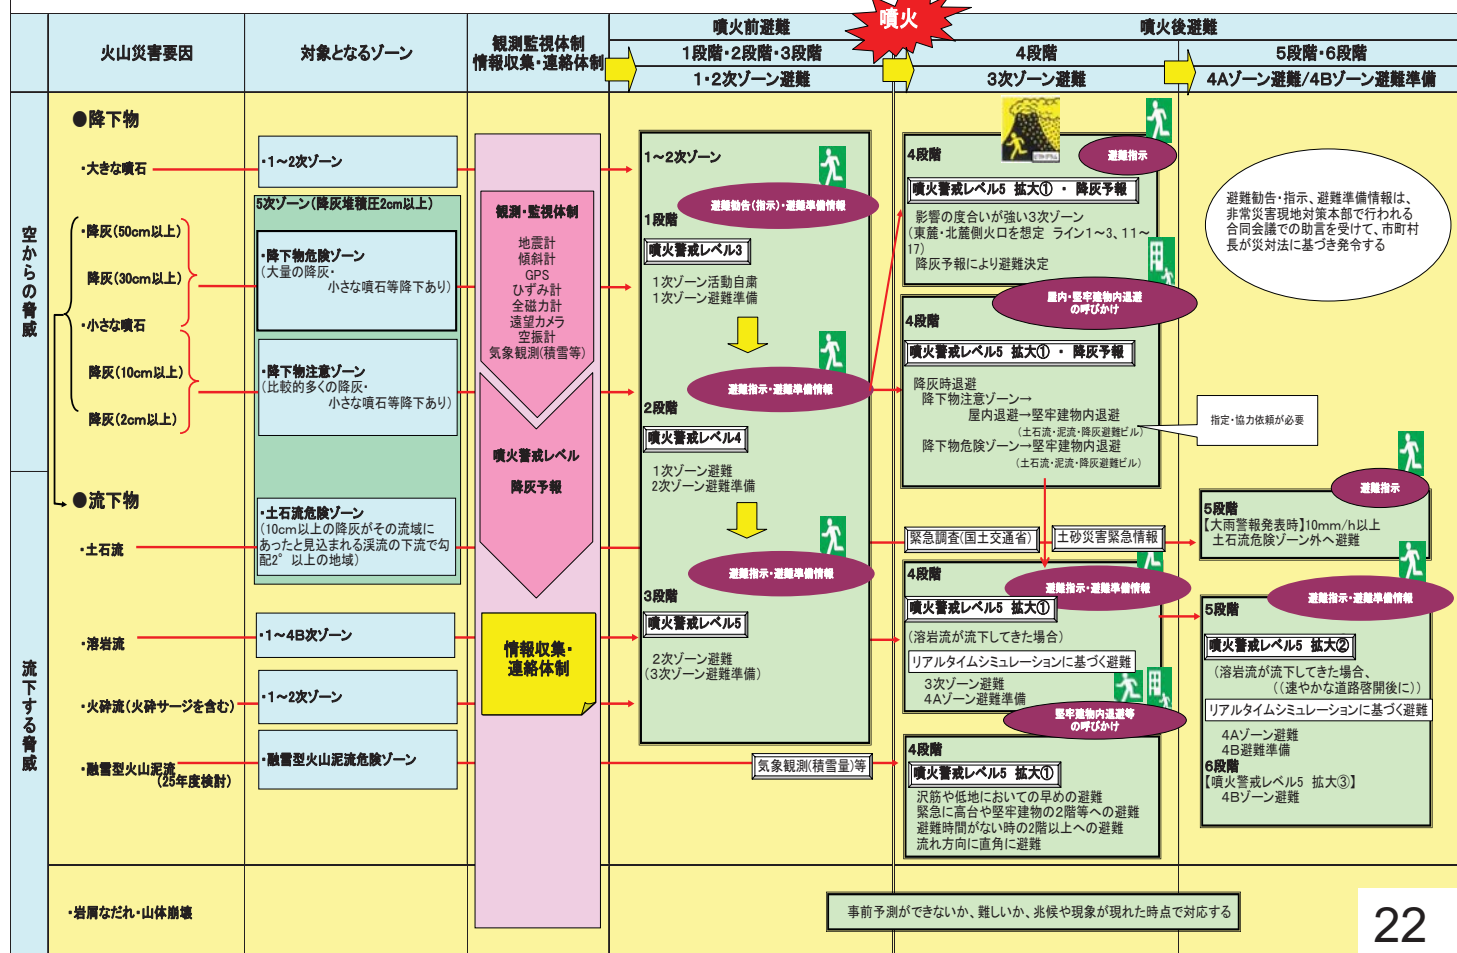 噴火
噴火前避難
噴火後避難
火山災害要因
対象となるゾーン
観測監視体制
情報収集・連絡体制
1段階・2段階・3段階
4段階
5段階・6段階
1・2次ゾーン避難
3次ゾーン避難
4Aゾーン避難/4Bゾーン避難準備
空からの脅威
●降下物
・大きな噴石
・降灰(50cm以上)
降灰(30cm以上)
・小さな噴石
降灰(10cm以上)
降灰(2cm以上)
流下する脅威
●流下物
・土石流
・溶岩流
・火砕流(火砕サージを含む)
・融雪型火山泥流
(25年度検討)
・岩屑なだれ・山体崩壊
・1～2次ゾーン
5次ゾーン(降灰堆積圧2cm以上)
・降下物危険ゾーン
(大量の降灰・
小さな噴石等降下あり)
・降下物注意ゾーン
(比較的多くの降灰・
小さな噴石等降下あり)
・土石流危険ゾーン
(10cm以上の降灰がその流域に
あったと見込まれる渓流の下流で勾
配2°以上の地域)
・1～4B次ゾーン
・1～2次ゾーン
・融雪型火山泥流危険ゾーン
観測・監視体制
地震計
傾斜計
GPS
ひずみ計
全磁力計
遠望カメラ
空振計
気象観測(積雪等)
噴火警戒レベル
降灰予報
情報収集・
連絡体制
1～2次ゾーン
避難勧告(指示)・避難準備情報
1段階
噴火警戒レベル3
1次ゾーン活動自粛
1次ゾーン避難準備
避難指示・避難準備情報
2段階
噴火警戒レベル4
1次ゾーン避難
2次ゾーン避難準備
避難指示・避難準備情報
3段階
噴火警戒レベル5
2次ゾーン避難
(3次ゾーン避難準備)
気象観測(積雪量)等
4段階
避難指示
噴火警戒レベル5 拡大① ・ 降灰予報
影響の度合いが強い3次ゾーン
(東麓・北麓側火口を想定 ライン1～3、11～
17)
降灰予報により避難決定
屋内・堅牢建物内退避
の呼びかけ
4段階
噴火警戒レベル5 拡大① ・ 降灰予報
降灰時退避
降下物注意ゾーン→
屋内退避→堅牢建物内退避
(土石流・泥流・降灰避難ビル)
降下物危険ゾーン→堅牢建物内退避
(土石流・泥流・降灰避難ビル)
緊急調査(国土交通省)
土砂災害緊急情報
4段階
避難指示・避難準備情報
噴火警戒レベル5 拡大①
(溶岩流が流下してきた場合)
リアルタイムシミュレーションに基づく避難
3次ゾーン避難
4Aゾーン避難準備
堅牢建物内退避等
の呼びかけ
4段階
噴火警戒レベル5 拡大①
沢筋や低地においての早めの避難
緊急に高台や堅牢建物の2階等への避難
避難時間がない時の2階以上への避難
流れ方向に直角に避難
避難勧告・指示、避難準備情報は、
非常災害現地対策本部で行われる
合同会議での助言を受けて、市町村
長が災対法に基づき発令する
指定・協力依頼が必要
避難指示
5段階
【大雨警報発表時】10mm/h以上
土石流危険ゾーン外へ避難
避難指示・避難準備情報
5段階
噴火警戒レベル5 拡大②
(溶岩流が流下してきた場合、
((速やかな道路啓開後に))
リアルタイムシミュレーションに基づく避難
4Aゾーン避難
4B避難準備
6段階
【噴火警戒レベル5 拡大③】
4Bゾーン避難
事前予測ができないか、難しいか、兆候や現象が現れた時点で対応する
22